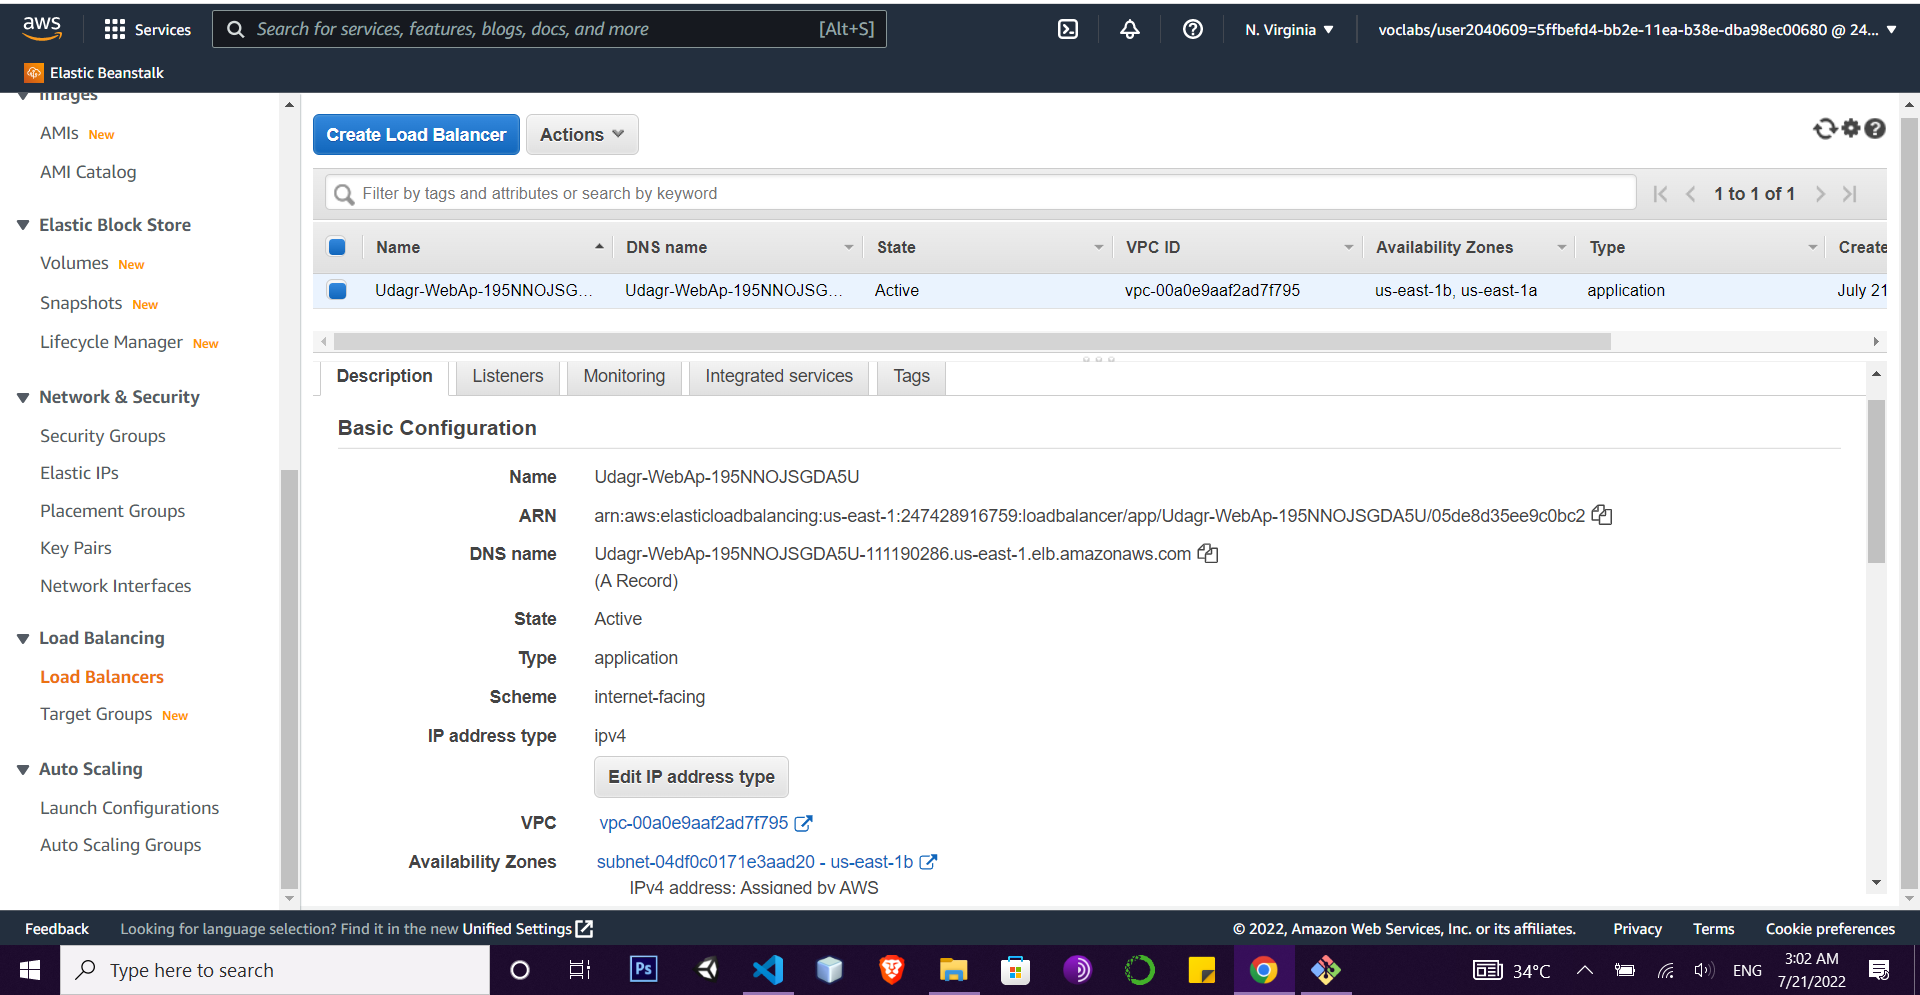 aws
Services
Search for services, features, blogs, docs, and more
[Alt+S]
N. Virginia
voclabs/user2040609=5ffbefd4-bb2e-11ea-b38e-dba98ec00680 @ 24...
Elastic Beanstalk
Images
AMIs New
AMI Catalog
Elastic Block Store
Volumes New
Snapshots New
Lifecycle Manager New
Network & Security
Security Groups
Elastic IPs
Placement Groups
Key Pairs
Network Interfaces
Load Balancing
Load Balancers
Target Groups New
Auto Scaling
Launch Configurations
Auto Scaling Groups
Create Load Balancer
Actions
Filter by tags and attributes or search by keyword
1 to 1 of 1
Name DNS name State VPC ID Availability Zones Type Create
Udagr-WebAp-195NNOJSG... Udagr-WebAp-195NNOJSG... Active vpc-00a0e9aaf2ad7f795 us-east-1b, us-east-1a application July 21
Description Listeners Monitoring Integrated services Tags
Basic Configuration
Name Udagr-WebAp-195NNOJSGDA5U
ARN arn:aws:elasticloadbalancing:us-east-1:247428916759:loadbalancer/app/Udagr-WebAp-195NNOJSGDA5U/05de8d35ee9c0bc2
DNS name Udagr-WebAp-195NNOJSGDA5U-111190286.us-east-1.elb.amazonaws.com
(A Record)
State Active
Type application
Scheme internet-facing
IP address type ipv4
Edit IP address type
VPC vpc-00a0e9aaf2ad7f795
Availability Zones subnet-04df0c0171e3aad20 - us-east-1b
IPv4 address: Assigned by AWS
Feedback
Looking for language selection? Find it in the new Unified Settings
© 2022, Amazon Web Services, Inc. or its affiliates.
Privacy
Terms
Cookie preferences
Type here to search
Ps
34°C
ENG
3:02 AM
7/21/2022